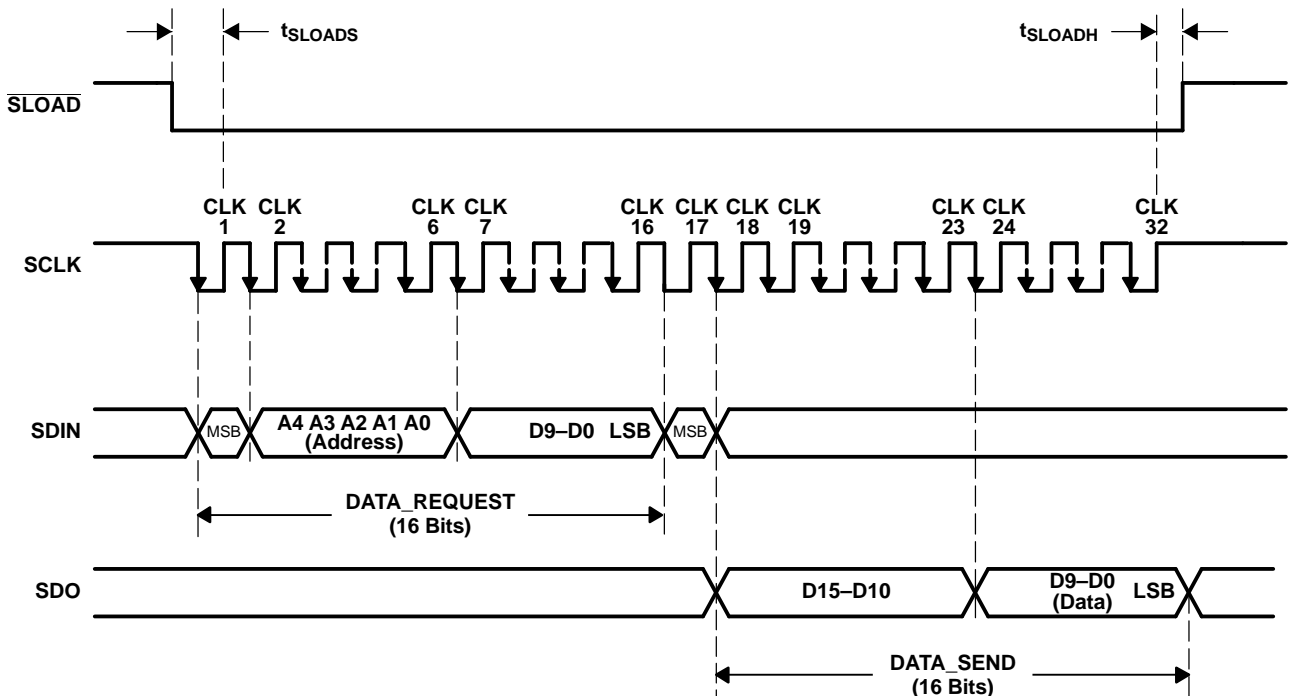 tSLOADS
tSLOADH
SLOAD
CLK CLK CLK CLK CLK CLK CLK CLK CLK CLK CLK
1 2 6 7 16 17 18 19 23 24 32
SCLK
SDIN
MSB
A4 A3 A2 A1 A0
(Address)
D9–D0 LSB
MSB
DATA_REQUEST
(16 Bits)
SDO
D15–D10
D9–D0
(Data)
LSB
DATA_SEND
(16 Bits)